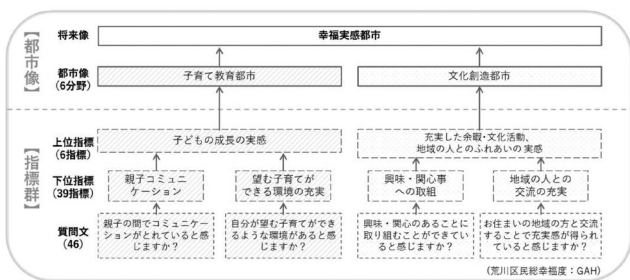 【都市像】
将来像
幸福実感都市
都市像
(6分野)
子育て教育都市
文化創造都市
【指標群】
上位指標
(6指標)
子どもの成長の実感
充実した余暇・文化活動、
地域の人とのふれあいの実感
下位指標
(39指標)
親子コミュニ
ケーション
望む子育てが
できる環境の充実
興味・関心事
への取組
地域の人との
交流の充実
質問文
(46)
親子の間でコミュニケー
ションがとれていると感
じますか？
自分が望む子育てができ
るような環境があると感
じますか？
興味・関心のあることに
取り組むことができてい
ると感じますか？
お住まいの地域の方と交流
することで充実感が得られ
ていると感じますか？
(荒川区民総幸福度：GAH)